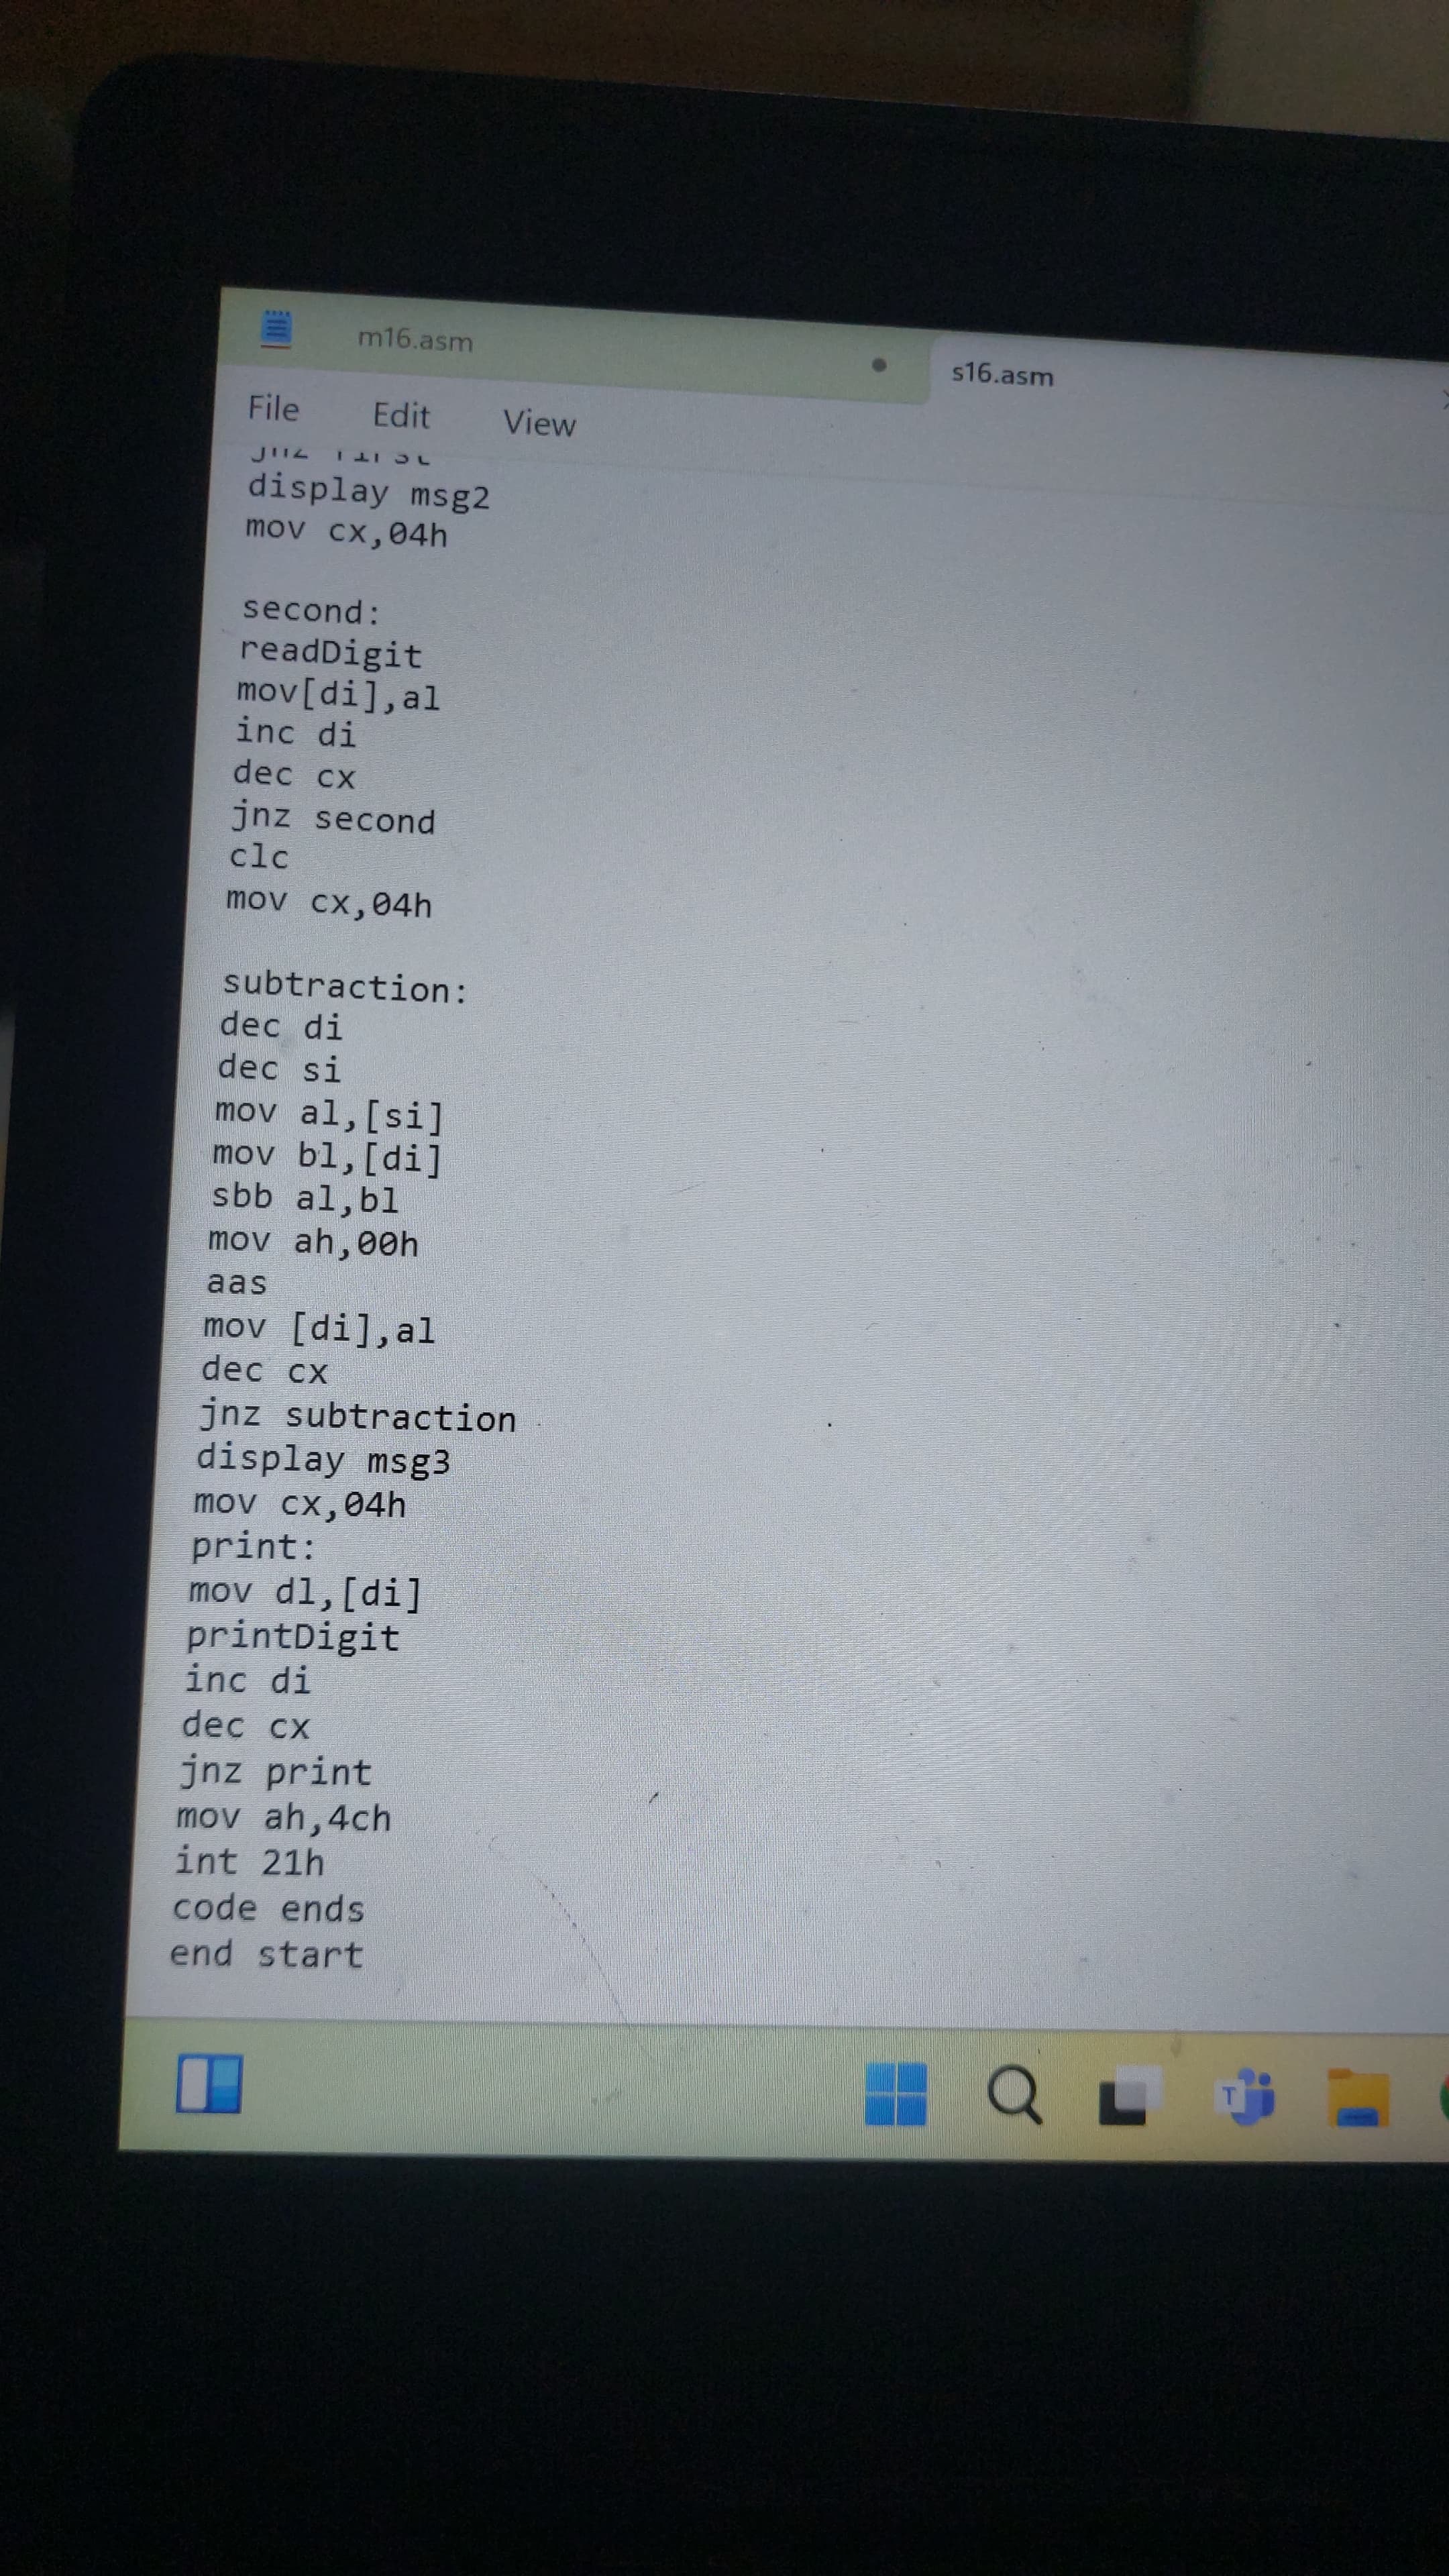 m16.asm
s16.asm
File Edit View
display msg2
mov cx,04h
second:
readDigit
mov[di],al
inc di
dec cx
jnz second
clc
mov cx,04h
subtraction:
dec di
dec si
mov al,[si]
mov bl,[di]
sbb al,bl
mov ah,00h
aas
mov [di],al
dec cx
jnz subtraction
display msg3
mov cx,04h
print:
mov dl,[di]
printDigit
inc di
dec cx
jnz print
mov ah,4ch
int 21h
code ends
end start
T